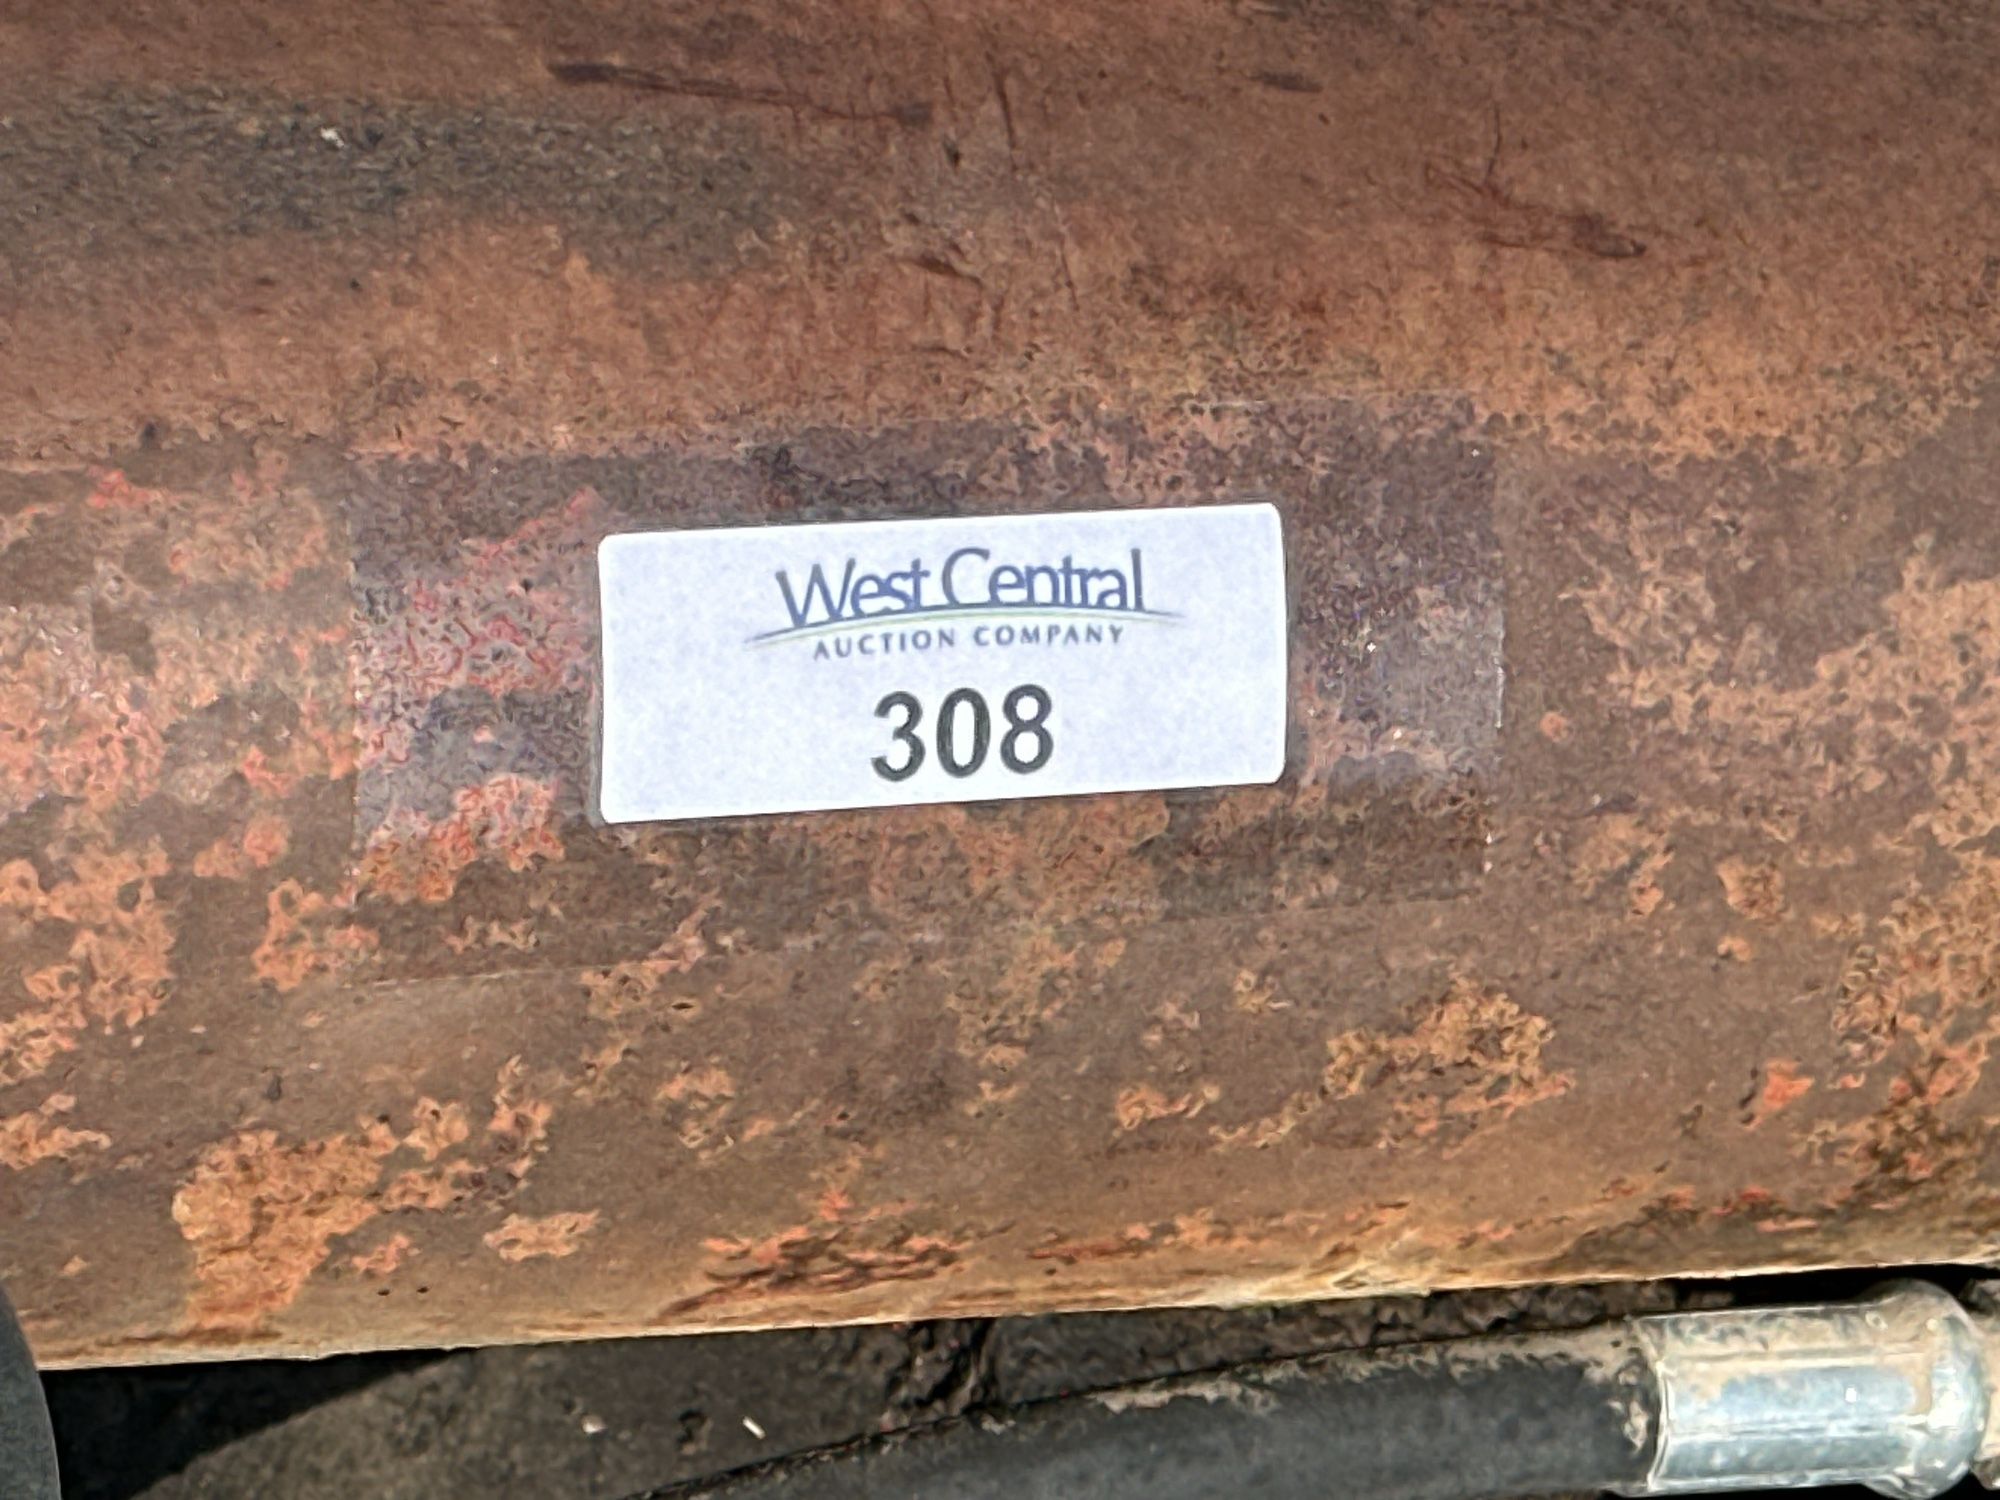 West Central
AUCTION COMPANY
308